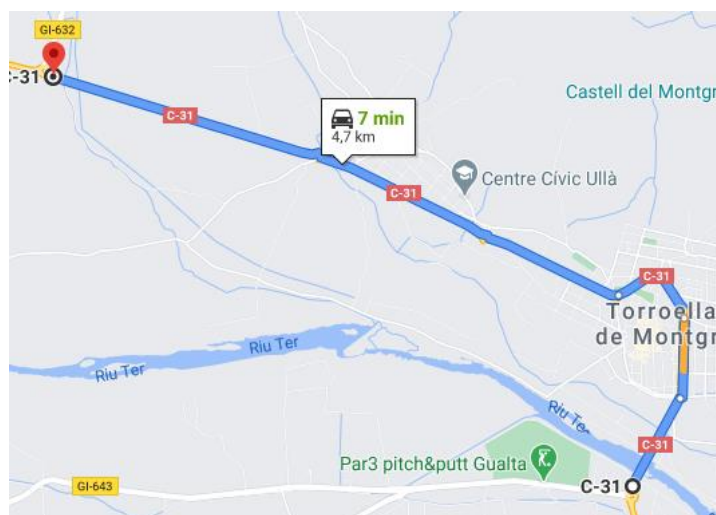 GI-632
C-31
C-31
7 min
4,7 km
Castell del Montgr
Centre Cívic Ullà
C-31
C-31
Torroella
de Montgr
Riu Ter
Riu Ter
Riu Ter
C-31
Par3 pitch&putt Gualta
GI-643
C-31